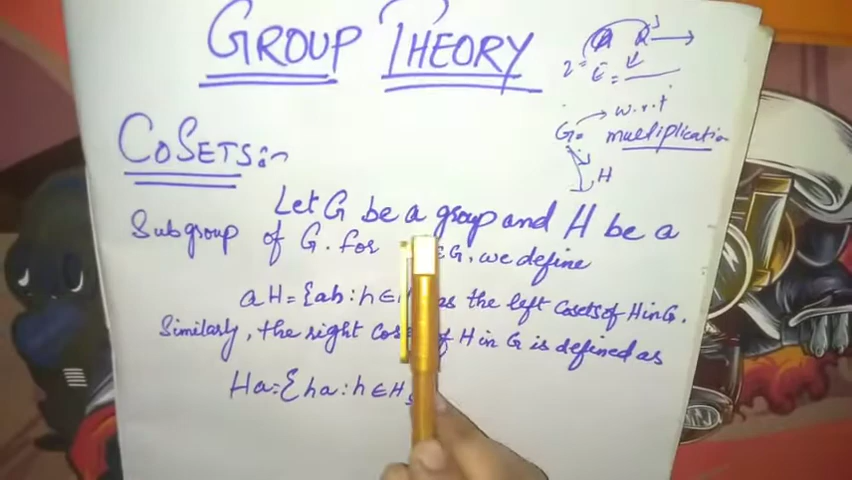 GROUP THEORY
w.r.t
G. multiplication
H
COSETS:-
Let G be a group and H be a
Subgroup of G. For ∈G, we define
aH={ah:h∈H as the left Cosets of H in G.
Similarly, the right Cos of H in G is defined as
Ha={ha:h∈H